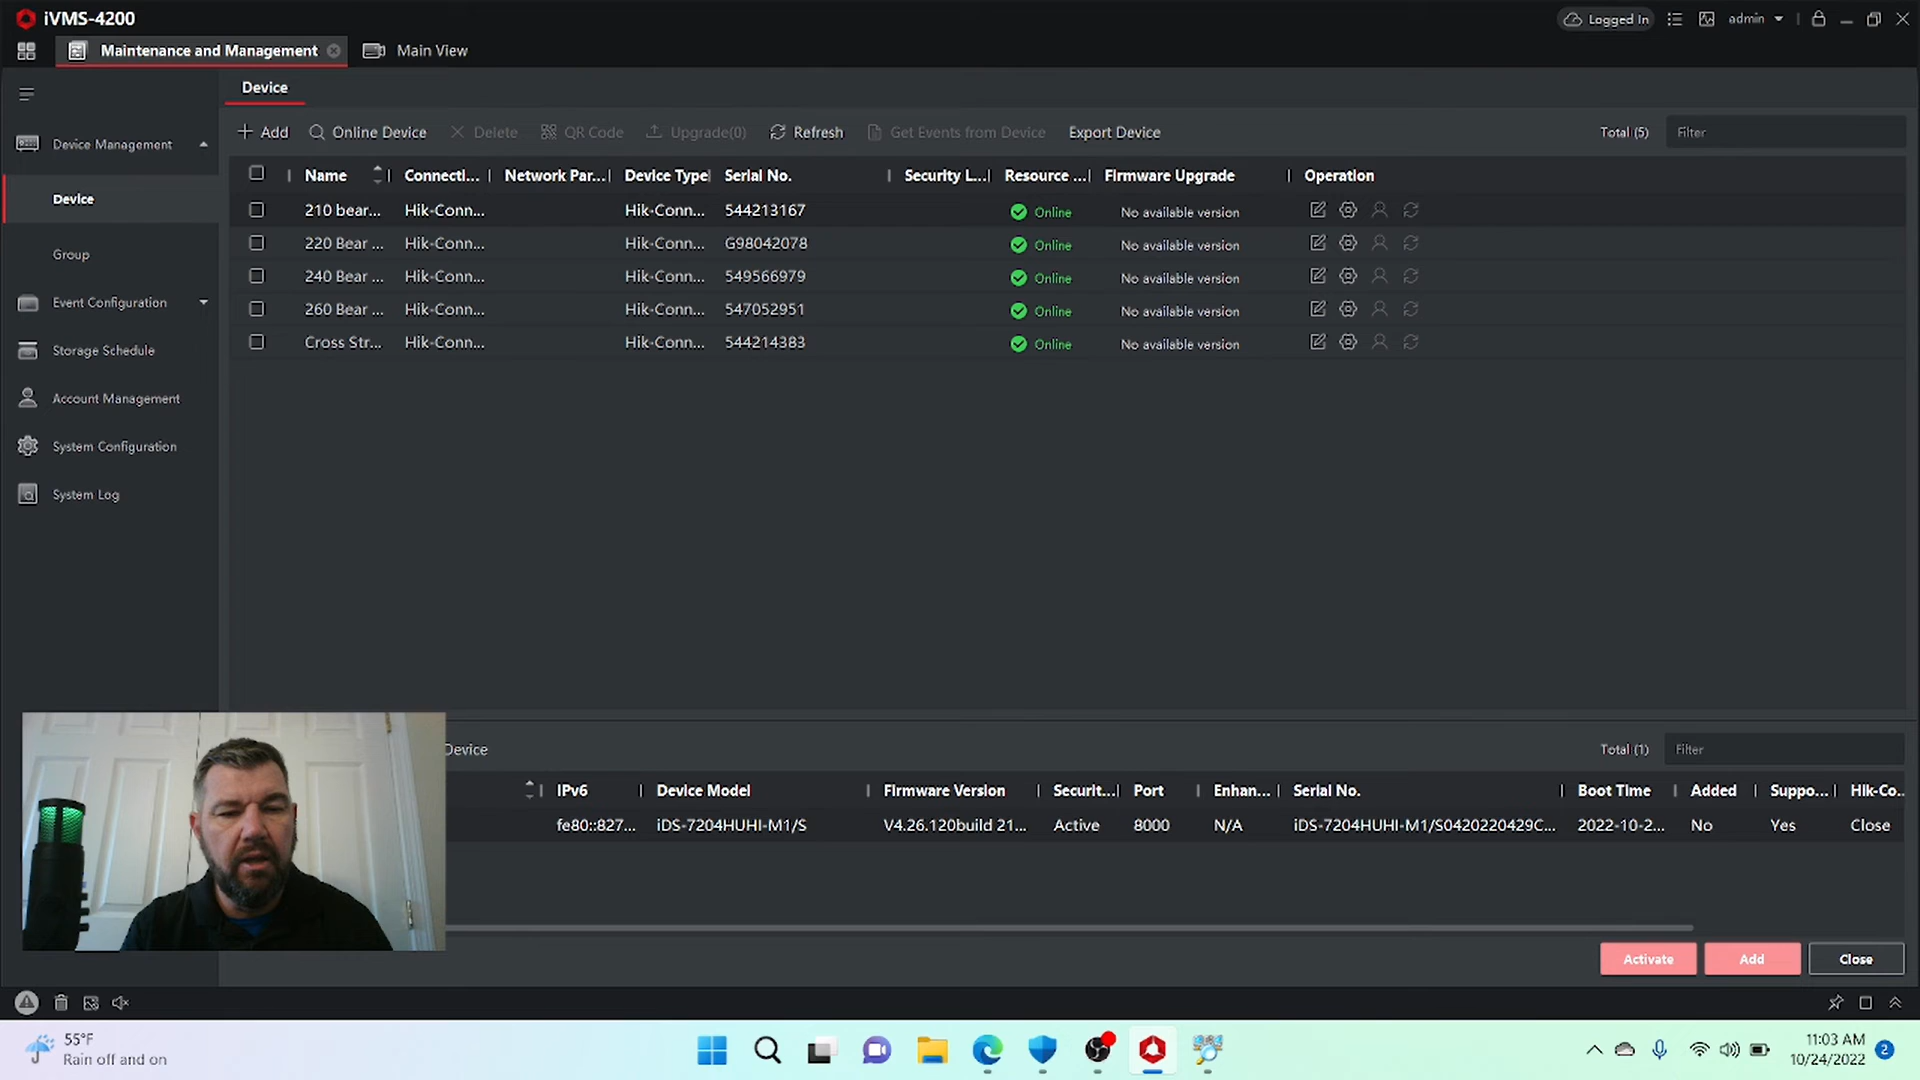 iVMS-4200
Logged In
admin
Maintenance and Management
Main View
Device
Add
Online Device
Delete
QR Code
Upgrade(0)
Refresh
Get Events from Device
Export Device
Total (5)
Filter
Device Management
Device
Group
Event Configuration
Storage Schedule
Account Management
System Configuration
System Log
Name
Connecti...
Network Par...
Device Type
Serial No.
Security L...
Resource ...
Firmware Upgrade
Operation
210 bear... Hik-Conn... Hik-Conn... 544213167 Online No available version
220 Bear ... Hik-Conn... Hik-Conn... G98042078 Online No available version
240 Bear ... Hik-Conn... Hik-Conn... 549566979 Online No available version
260 Bear ... Hik-Conn... Hik-Conn... 547052951 Online No available version
Cross Str... Hik-Conn... Hik-Conn... 544214383 Online No available version
Device
Total (1)
Filter
IPv6 Device Model Firmware Version Securit... Port Enhan... Serial No. Boot Time Added Suppo... Hik-Co..
fe80::827... iDS-7204HUHI-M1/S V4.26.120build 21... Active 8000 N/A iDS-7204HUHI-M1/S0420220429C... 2022-10-2... No Yes Close
Activate
Add
Close
55°F
Rain off and on
11:03 AM
10/24/2022
2